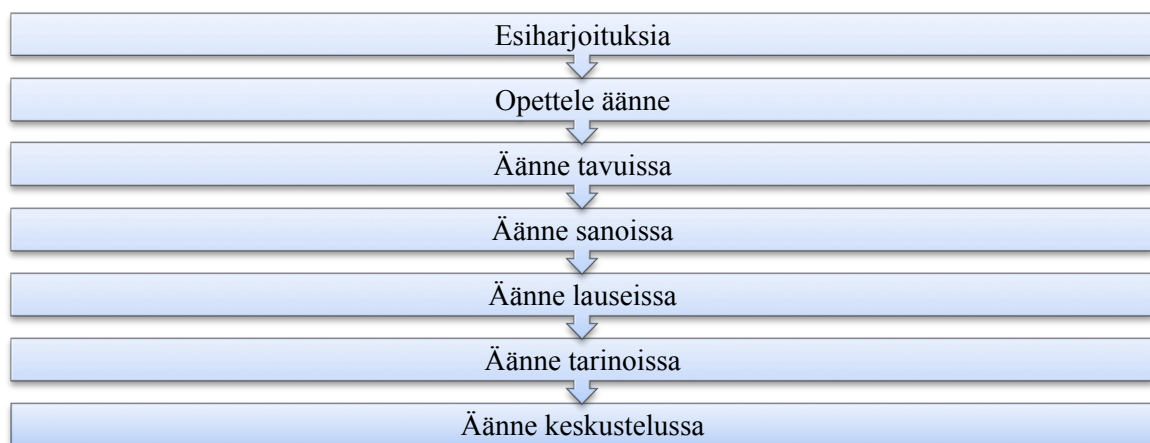 Esiharjoituksia
Opettele äänne
Äänne tavuissa
Äänne sanoissa
Äänne lauseissa
Äänne tarinoissa
Äänne keskustelussa